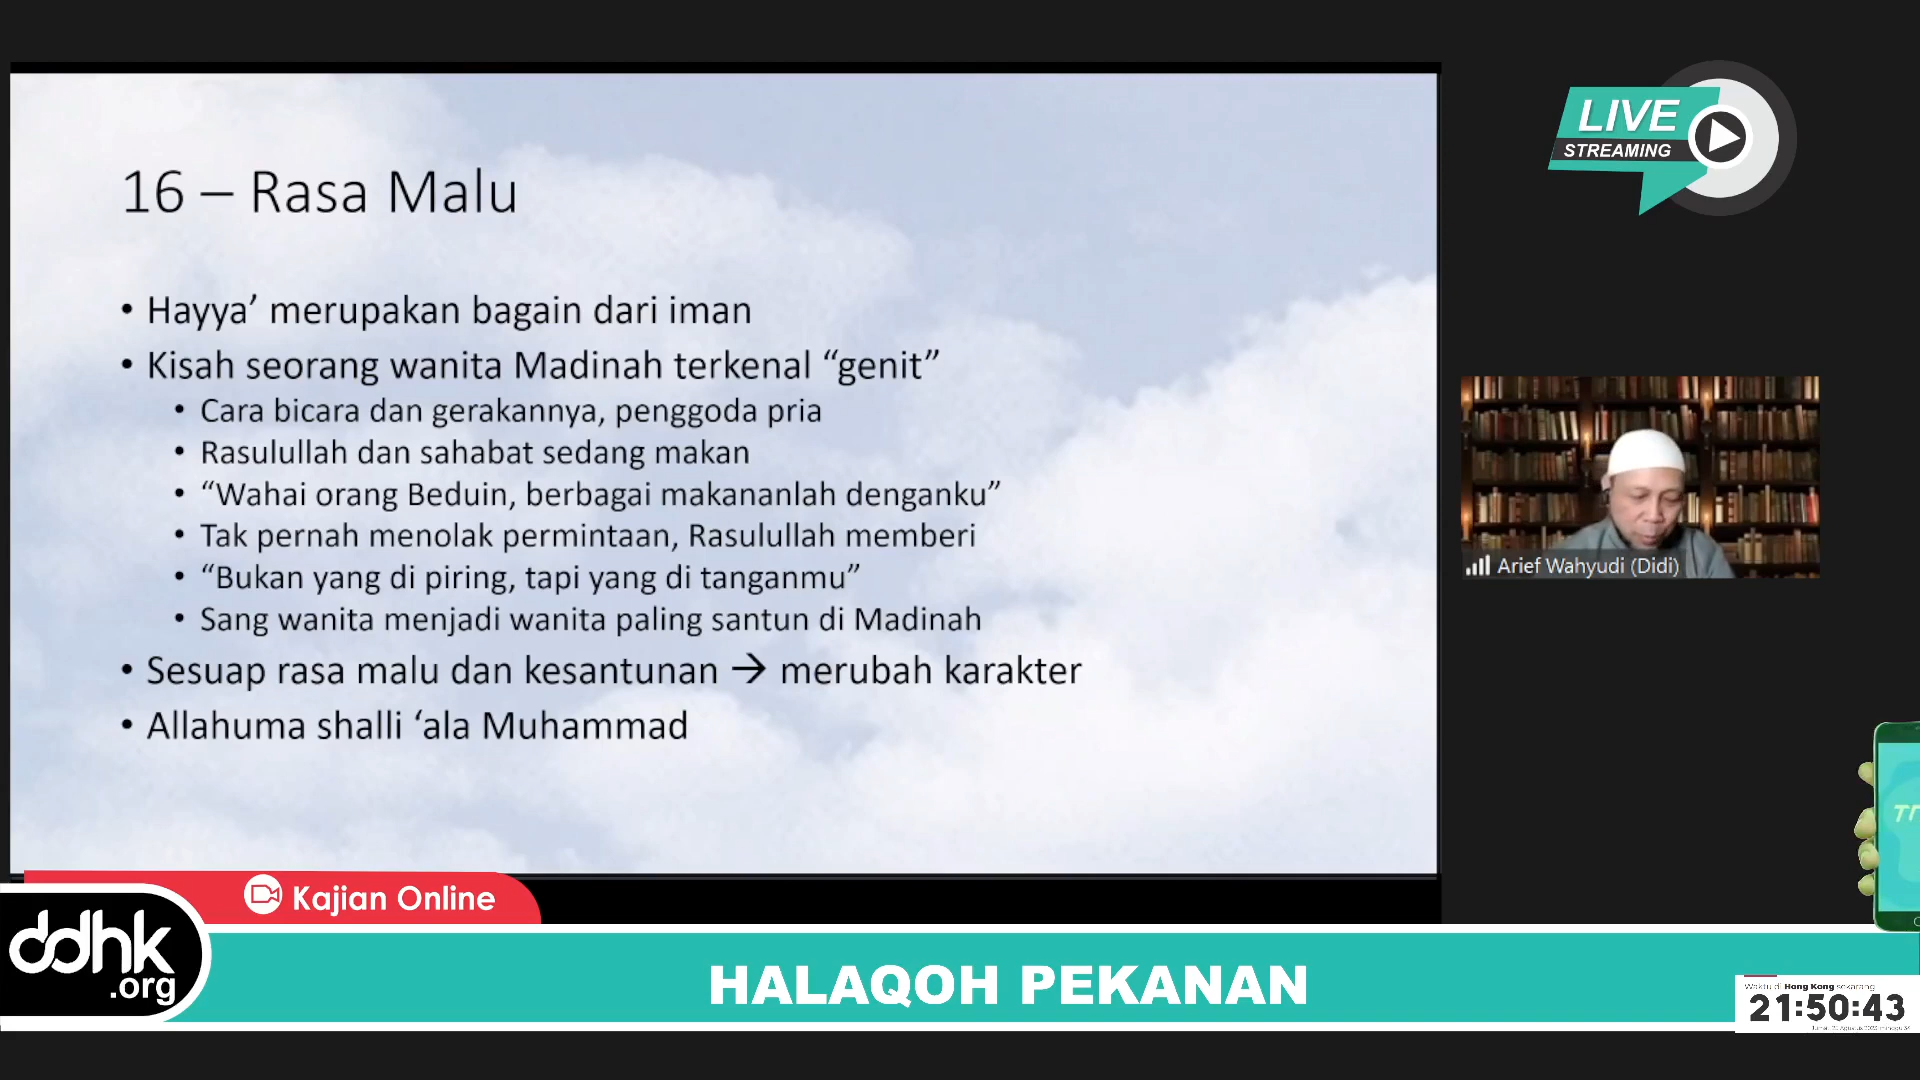 16 – Rasa Malu
• Hayya’ merupakan bagain dari iman
• Kisah seorang wanita Madinah terkenal “genit”
• Cara bicara dan gerakannya, penggoda pria
• Rasulullah dan sahabat sedang makan
• “Wahai orang Beduin, berbagai makananlah denganku”
• Tak pernah menolak permintaan, Rasulullah memberi
• “Bukan yang di piring, tapi yang di tanganmu”
• Sang wanita menjadi wanita paling santun di Madinah
• Sesuap rasa malu dan kesantunan → merubah karakter
• Allahuma shalli ‘ala Muhammad
LIVE
STREAMING
Arief Wahyudi (Didi)
Kajian Online
ddhk
.org
HALAQOH PEKANAN
Waktu di Hong Kong sekarang
21:50:43